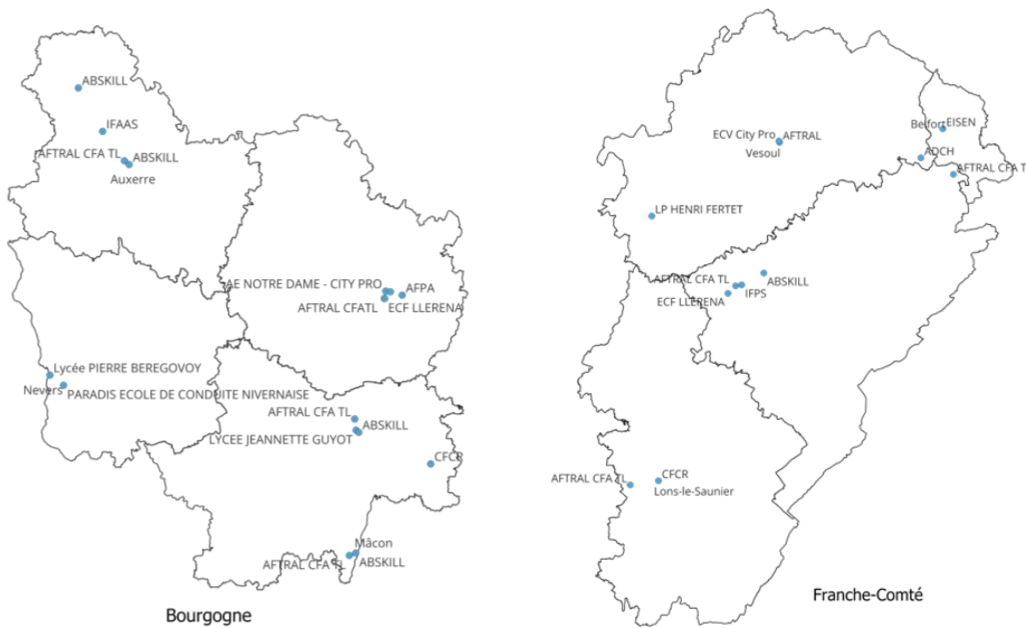 ABSKILL
IFAAS
AFTRAL CFA TL
ABSKILL
Auxerre
AE NOTRE DAME - CITY PRO
AFPA
AFTRAL CFATL
ECF LLERENA
Lycée PIERRE BEREGOVOY
Nevers
PARADIS ECOLE DE CONDUITE NIVERNAISE
AFTRAL CFA TL
ABSKILL
LYCEE JEANNETTE GUYOT
CFCR
Mâcon
AFTRAL CFA TL
ABSKILL
Bourgogne
ECV City Pro
AFTRAL
Vesoul
Belfort
EISEN
ADCH
AFTRAL CFA T
LP HENRI FERTET
AFTRAL CFA TL
ABSKILL
IFPS
ECF LLERENA
AFTRAL CFA TL
CFCR
Lons-le-Saunier
Franche-Comté